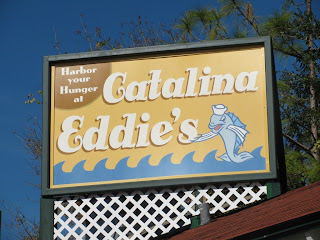 Harbor
your
Hunger
at
Catalina
Eddie's